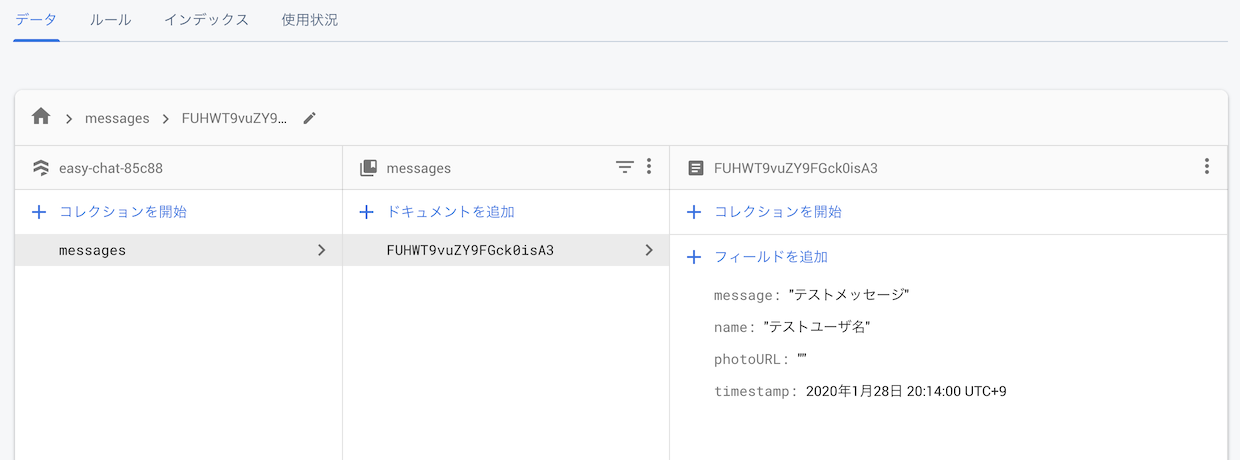 データ ルール インデックス 使用状況
messages FUHWT9vuZY9...
easy-chat-85c88 messages FUHWT9vuZY9FGck0isA3
コレクションを開始 ドキュメントを追加 コレクションを開始
messages FUHWT9vuZY9FGck0isA3
フィールドを追加
message: "テストメッセージ"
name: "テストユーザ名"
photoURL: ""
timestamp: 2020年1月28日 20:14:00 UTC+9